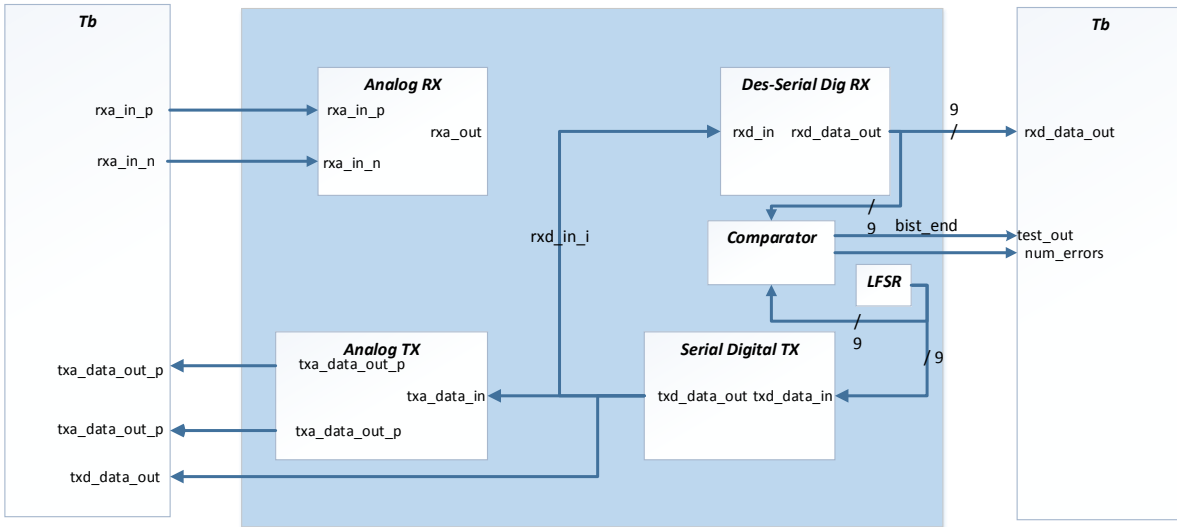 Tb
rxa_in_p
rxa_in_n
txa_data_out_p
txa_data_out_p
txd_data_out
Analog RX
rxa_in_p
rxa_out
rxa_in_n
rxd_in_i
Analog TX
txa_data_out_p
txa_data_in
txa_data_out_p
Des-Serial Dig RX
rxd_in rxd_data_out
9
/
/
9
bist_end
Comparator
LFSR
/
9
/ 9
Serial Digital TX
txd_data_out txd_data_in
Tb
rxd_data_out
test_out
num_errors